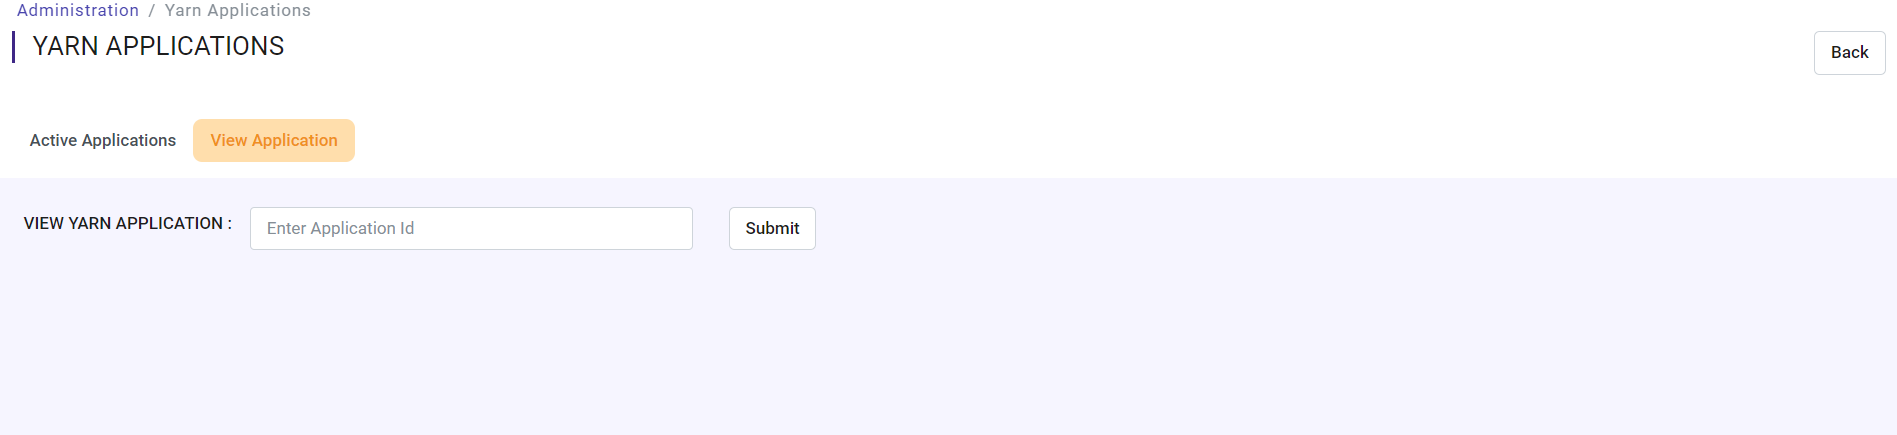 Administration / Yarn Applications
YARN APPLICATIONS
Back
Active Applications View Application
VIEW YARN APPLICATION : Enter Application Id Submit